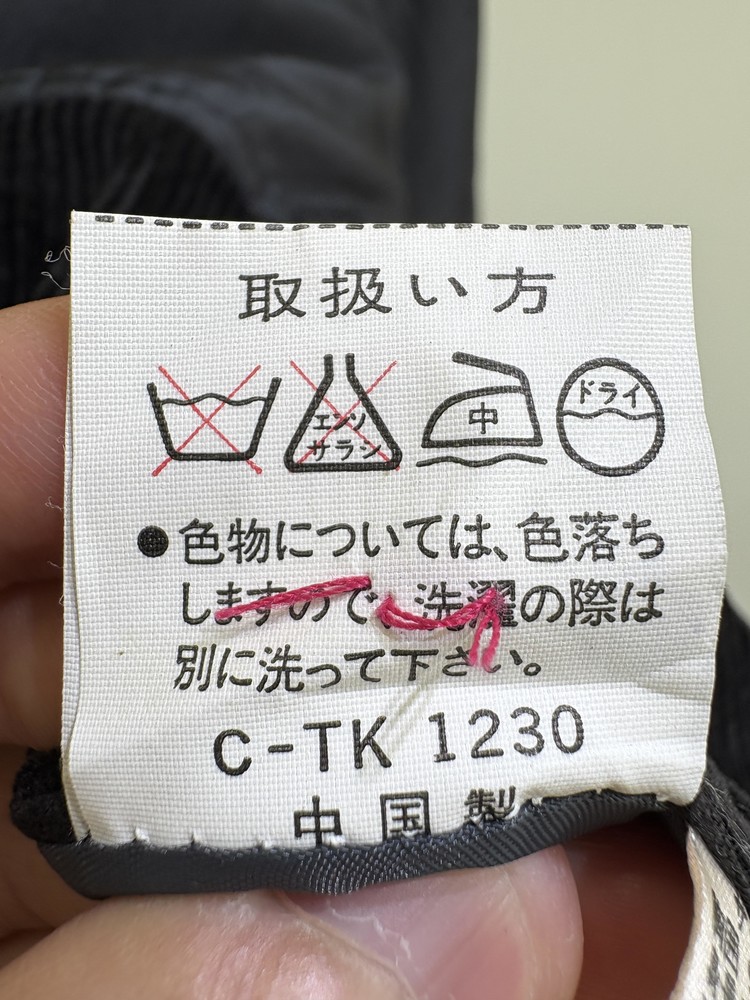 取扱い方
エンソ
サラシ
中
ドライ
●色物については、色落ち
しますので、洗濯の際は
別に洗って下さい。
C-TK 1230
中国製